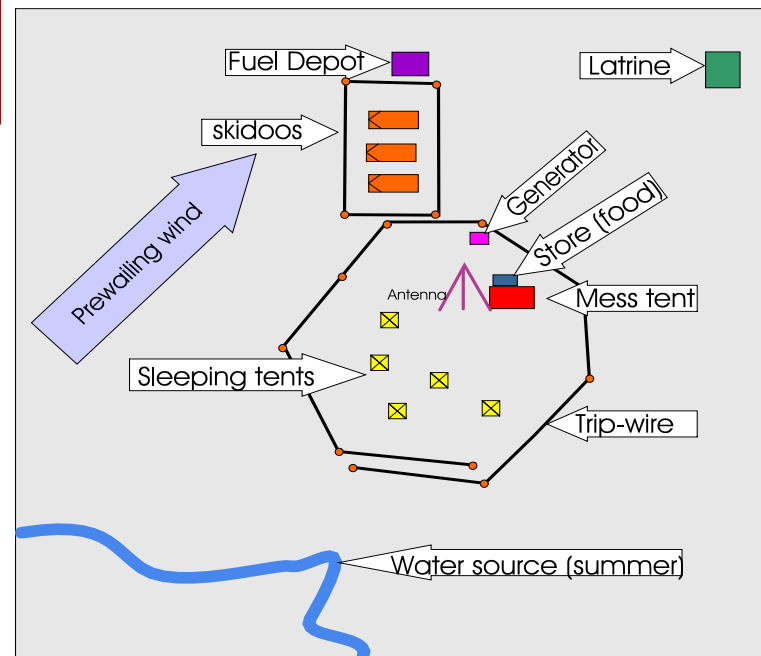 Fuel Depot
Latrine
skidoos
Generator
Store (food)
Prewailing wind
Antenna
Mess tent
Sleeping tents
Trip-wire
Water source (summer)